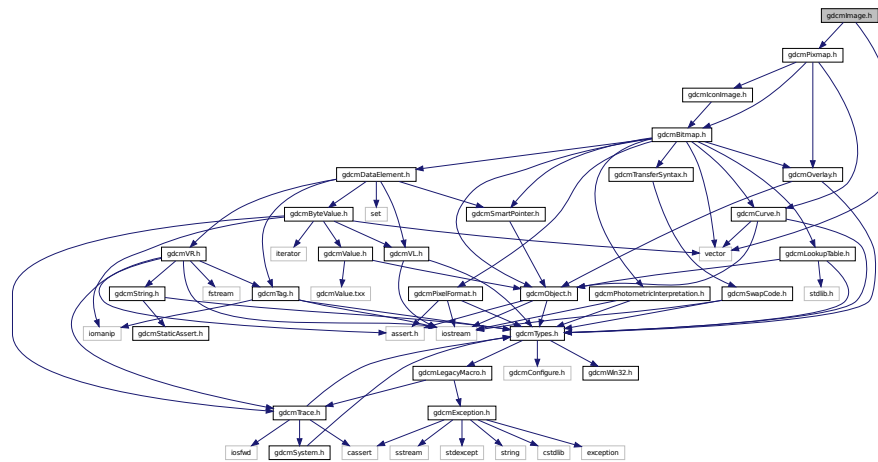 gdcmImage.h
gdcmPixmap.h
gdcmIconImage.h
gdcmBitmap.h
gdcmDataElement.h
gdcmTransferSyntax.h
gdcmOverlay.h
gdcmByteValue.h
set
gdcmSmartPointer.h
gdcmCurve.h
gdcmVR.h
iterator
gdcmValue.h
gdcmVL.h
vector
gdcmLookupTable.h
gdcmString.h
fstream
gdcmTag.h
gdcmValue.txx
gdcmPixelFormat.h
gdcmObject.h
gdcmPhotometricInterpretation.h
gdcmSwapCode.h
stdlib.h
iomanip
gdcmStaticAssert.h
assert.h
iostream
gdcmTypes.h
gdcmLegacyMacro.h
gdcmConfigure.h
gdcmWin32.h
gdcmTrace.h
gdcmException.h
iosfwd
gdcmSystem.h
cassert
sstream
stdexcept
string
cstdlib
exception